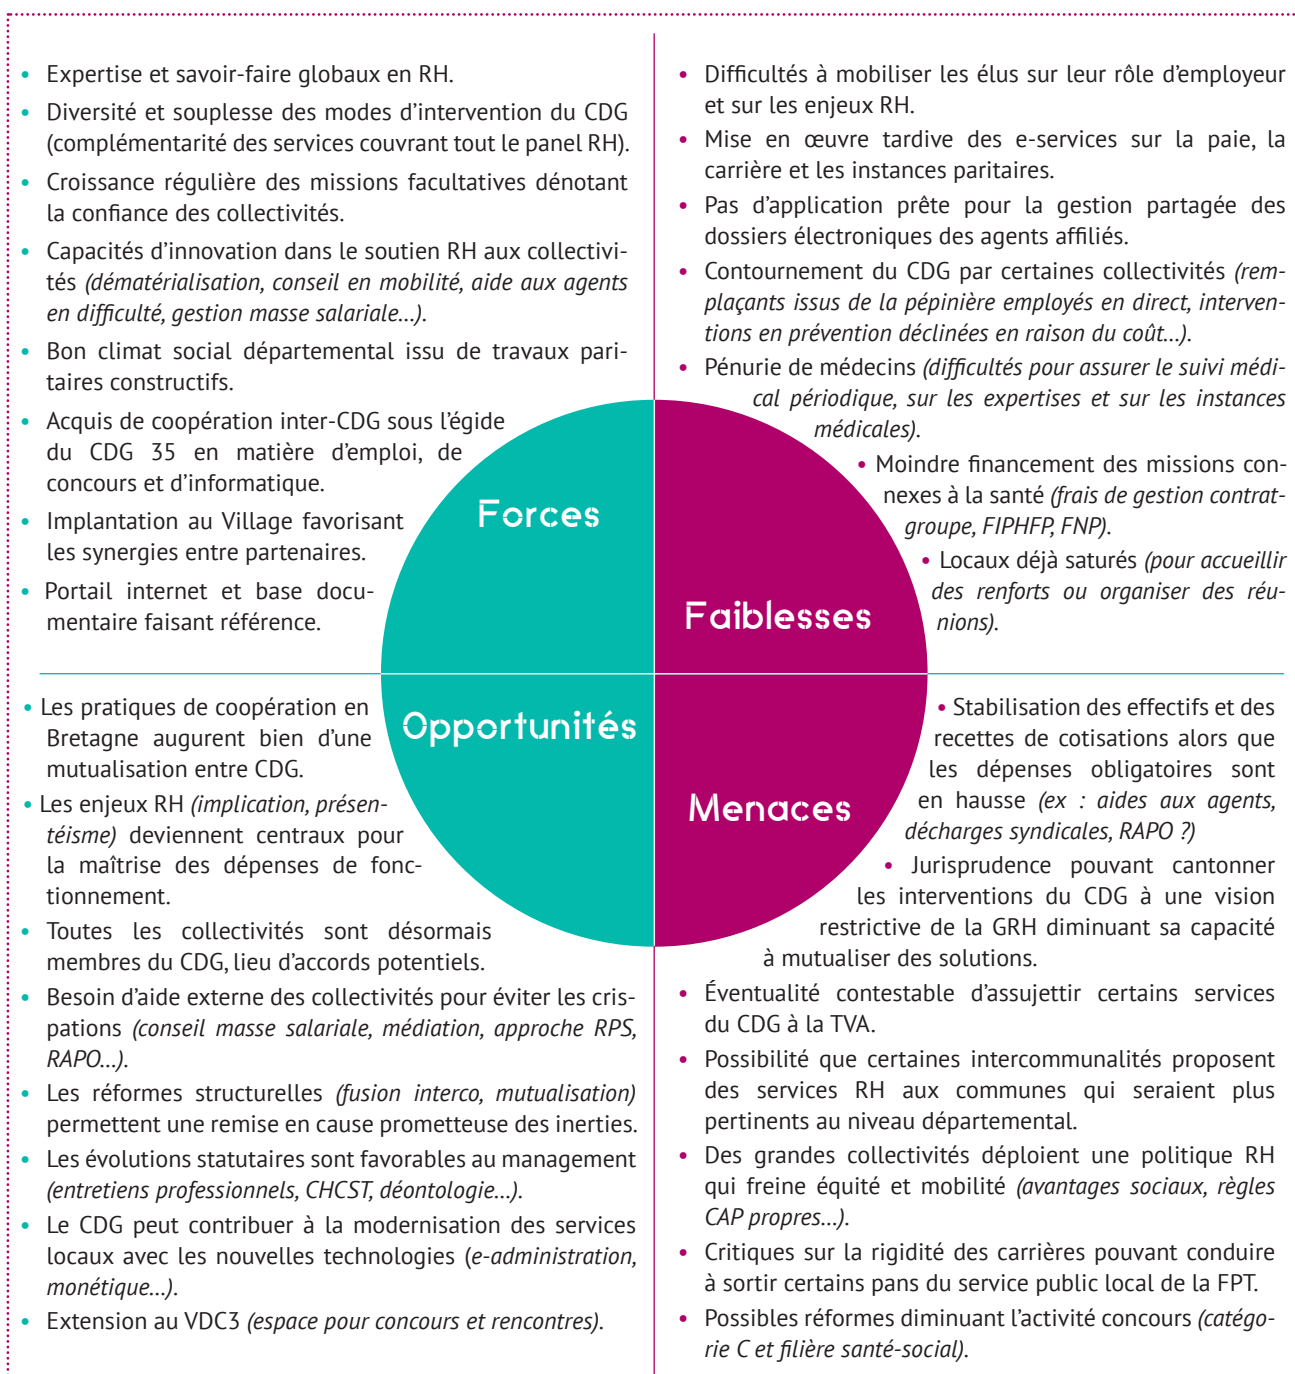 • Expertise et savoir-faire globaux en RH.
• Diversité et souplesse des modes d'intervention du CDG
(complémentarité des services couvrant tout le panel RH).
• Croissance régulière des missions facultatives dénotant
la confiance des collectivités.
• Capacités d'innovation dans le soutien RH aux collectivi-
tés (dématérialisation, conseil en mobilité, aide aux agents
en difficulté, gestion masse salariale...).
• Bon climat social départemental issu de travaux pari-
taires constructifs.
• Acquis de coopération inter-CDG sous l'égide
du CDG 35 en matière d'emploi, de
concours et d'informatique.
• Implantation au Village favorisant
les synergies entre partenaires.
• Portail internet et base docu-
mentaire faisant référence.
Forces
• Difficultés à mobiliser les élus sur leur rôle d'employeur
et sur les enjeux RH.
• Mise en œuvre tardive des e-services sur la paie, la
carrière et les instances paritaires.
• Pas d'application prête pour la gestion partagée des
dossiers électroniques des agents affiliés.
• Contournement du CDG par certaines collectivités (rem-
plaçants issus de la pépinière employés en direct, interven-
tions en prévention déclinées en raison du coût...).
• Pénurie de médecins (difficultés pour assurer le suivi médi-
cal périodique, sur les expertises et sur les instances
médicales).
• Moindre financement des missions con-
nexes à la santé (frais de gestion contrat-
groupe, FIPHFP, FNP).
• Locaux déjà saturés (pour accueillir
des renforts ou organiser des réu-
nions).
Faiblesses
• Les pratiques de coopération en
Bretagne augurent bien d'une
mutualisation entre CDG.
• Les enjeux RH (implication, présen-
téisme) deviennent centraux pour
la maîtrise des dépenses de fonc-
tionnement.
• Toutes les collectivités sont désormais
membres du CDG, lieu d'accords potentiels.
• Besoin d'aide externe des collectivités pour éviter les cris-
pations (conseil masse salariale, médiation, approche RPS,
RAPO...).
• Les réformes structurelles (fusion interco, mutualisation)
permettent une remise en cause prometteuse des inerties.
• Les évolutions statutaires sont favorables au management
(entretiens professionnels, CHCST, déontologie...).
• Le CDG peut contribuer à la modernisation des services
locaux avec les nouvelles technologies (e-administration,
monétique...).
• Extension au VDC3 (espace pour concours et rencontres).
Opportunités
• Stabilisation des effectifs et des
recettes de cotisations alors que
les dépenses obligatoires sont
en hausse (ex : aides aux agents,
décharges syndicales, RAPO ?)
• Jurisprudence pouvant cantonner
les interventions du CDG à une vision
restrictive de la GRH diminuant sa capacité
à mutualiser des solutions.
• Éventualité contestable d'assujettir certains services
du CDG à la TVA.
• Possibilité que certaines intercommunalités proposent
des services RH aux communes qui seraient plus
pertinents au niveau départemental.
• Des grandes collectivités déploient une politique RH
qui freine équité et mobilité (avantages sociaux, règles
CAP propres...).
• Critiques sur la rigidité des carrières pouvant conduire
à sortir certains pans du service public local de la FPT.
• Possibles réformes diminuant l'activité concours (catégo-
rie C et filière santé-social).
Menaces